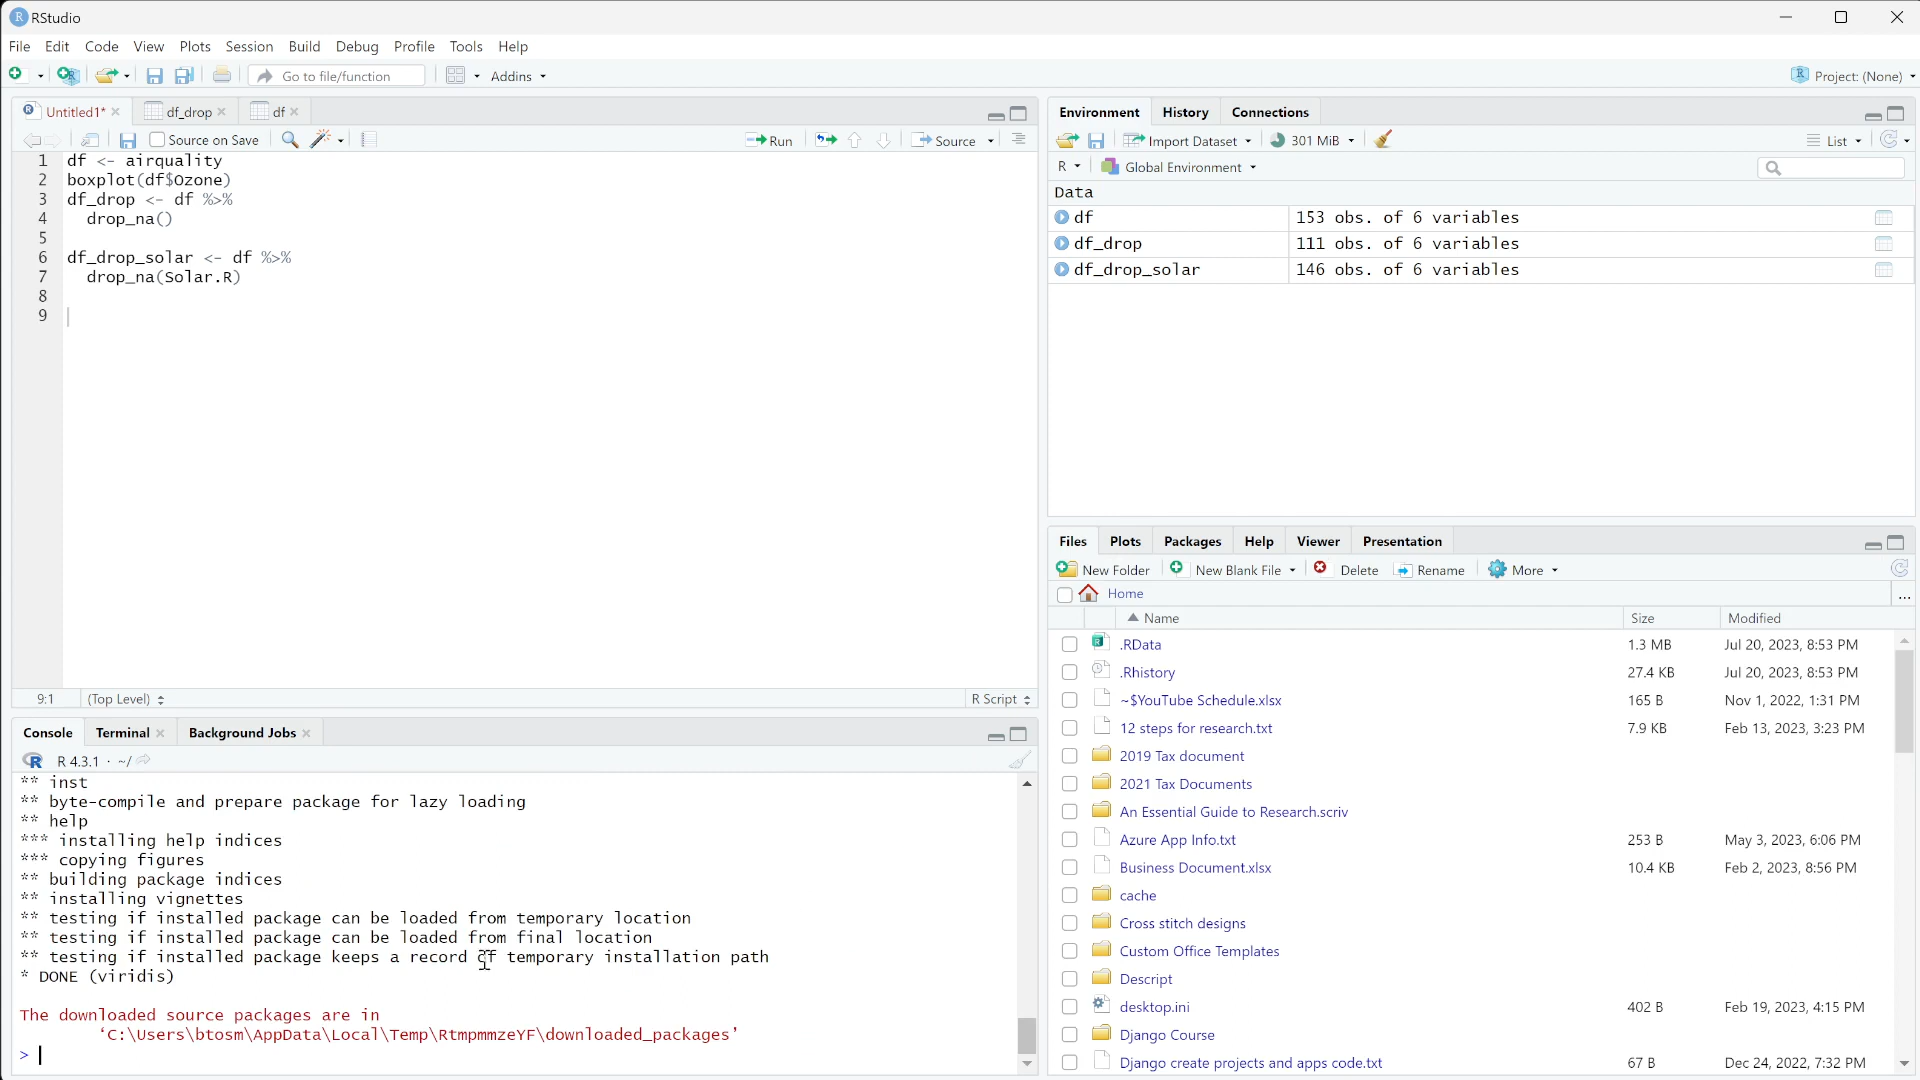 RStudio
File Edit Code View Plots Session Build Debug Profile Tools Help
Go to file/function Addins Project: (None)
Untitled1* df_drop df
Source on Save Run Source
1 df <- airquality
2 boxplot(df$Ozone)
3 df_drop <- df %>%
4 drop_na()
5
6 df_drop_solar <- df %>%
7 drop_na(Solar.R)
8
9
9:1 (Top Level) R Script
Console Terminal Background Jobs
R 4.3.1 · ~/
** inst
** byte-compile and prepare package for lazy loading
** help
*** installing help indices
*** copying figures
** building package indices
** installing vignettes
** testing if installed package can be loaded from temporary location
** testing if installed package can be loaded from final location
** testing if installed package keeps a record of temporary installation path
* DONE (viridis)
The downloaded source packages are in
‘C:\Users\btosm\AppData\Local\Temp\RtmpmmzeYF\downloaded_packages’
>
Environment History Connections
Import Dataset 301 MiB List
R Global Environment
Data
df 153 obs. of 6 variables
df_drop 111 obs. of 6 variables
df_drop_solar 146 obs. of 6 variables
Files Plots Packages Help Viewer Presentation
New Folder New Blank File Delete Rename More
Home ...
Name Size Modified
.RData 1.3 MB Jul 20, 2023, 8:53 PM
.Rhistory 27.4 KB Jul 20, 2023, 8:53 PM
~$YouTube Schedule.xlsx 165 B Nov 1, 2022, 1:31 PM
12 steps for research.txt 7.9 KB Feb 13, 2023, 3:23 PM
2019 Tax document
2021 Tax Documents
An Essential Guide to Research.scriv
Azure App Info.txt 253 B May 3, 2023, 6:06 PM
Business Document.xlsx 10.4 KB Feb 2, 2023, 8:56 PM
cache
Cross stitch designs
Custom Office Templates
Descript
desktop.ini 402 B Feb 19, 2023, 4:15 PM
Django Course
Django create projects and apps code.txt 67 B Dec 24, 2022, 7:32 PM